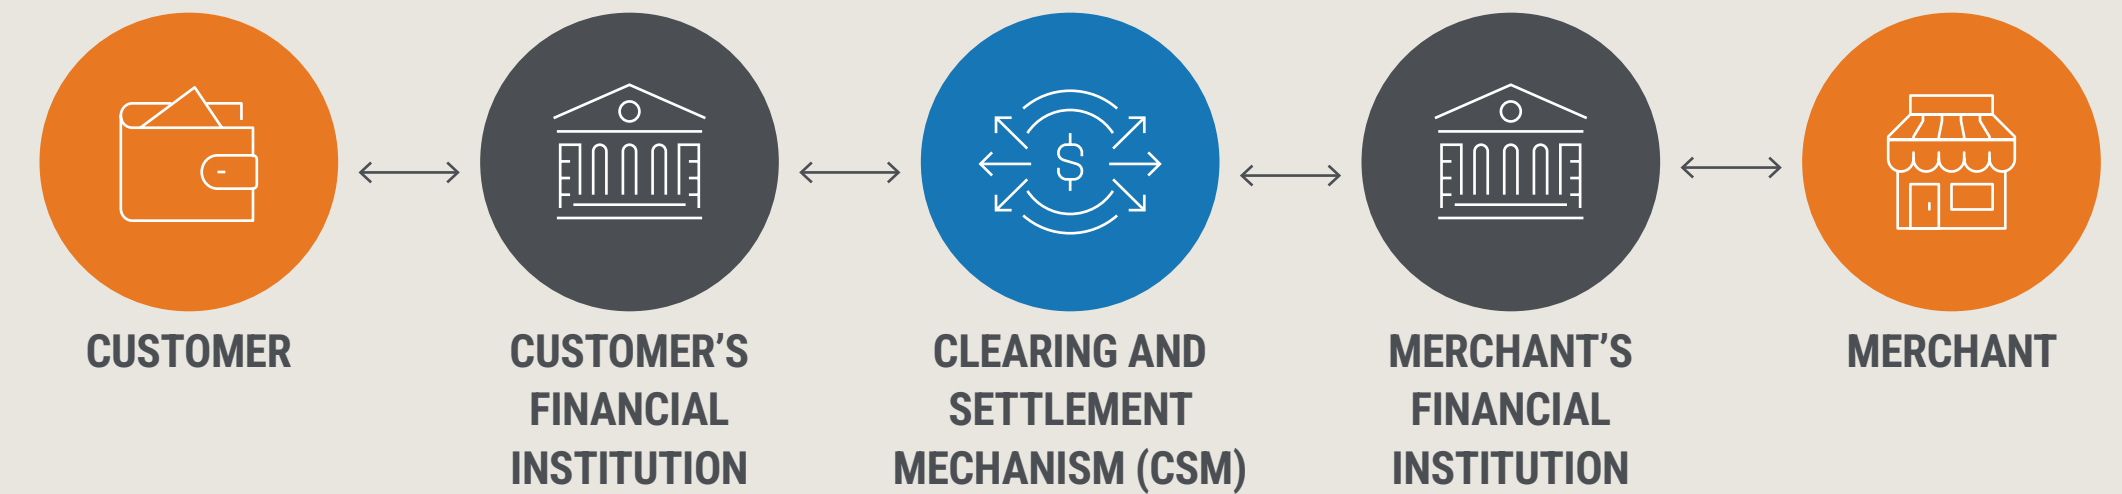 CUSTOMER
CUSTOMER’S
FINANCIAL
INSTITUTION
CLEARING AND
SETTLEMENT
MECHANISM (CSM)
MERCHANT’S
FINANCIAL
INSTITUTION
MERCHANT
$